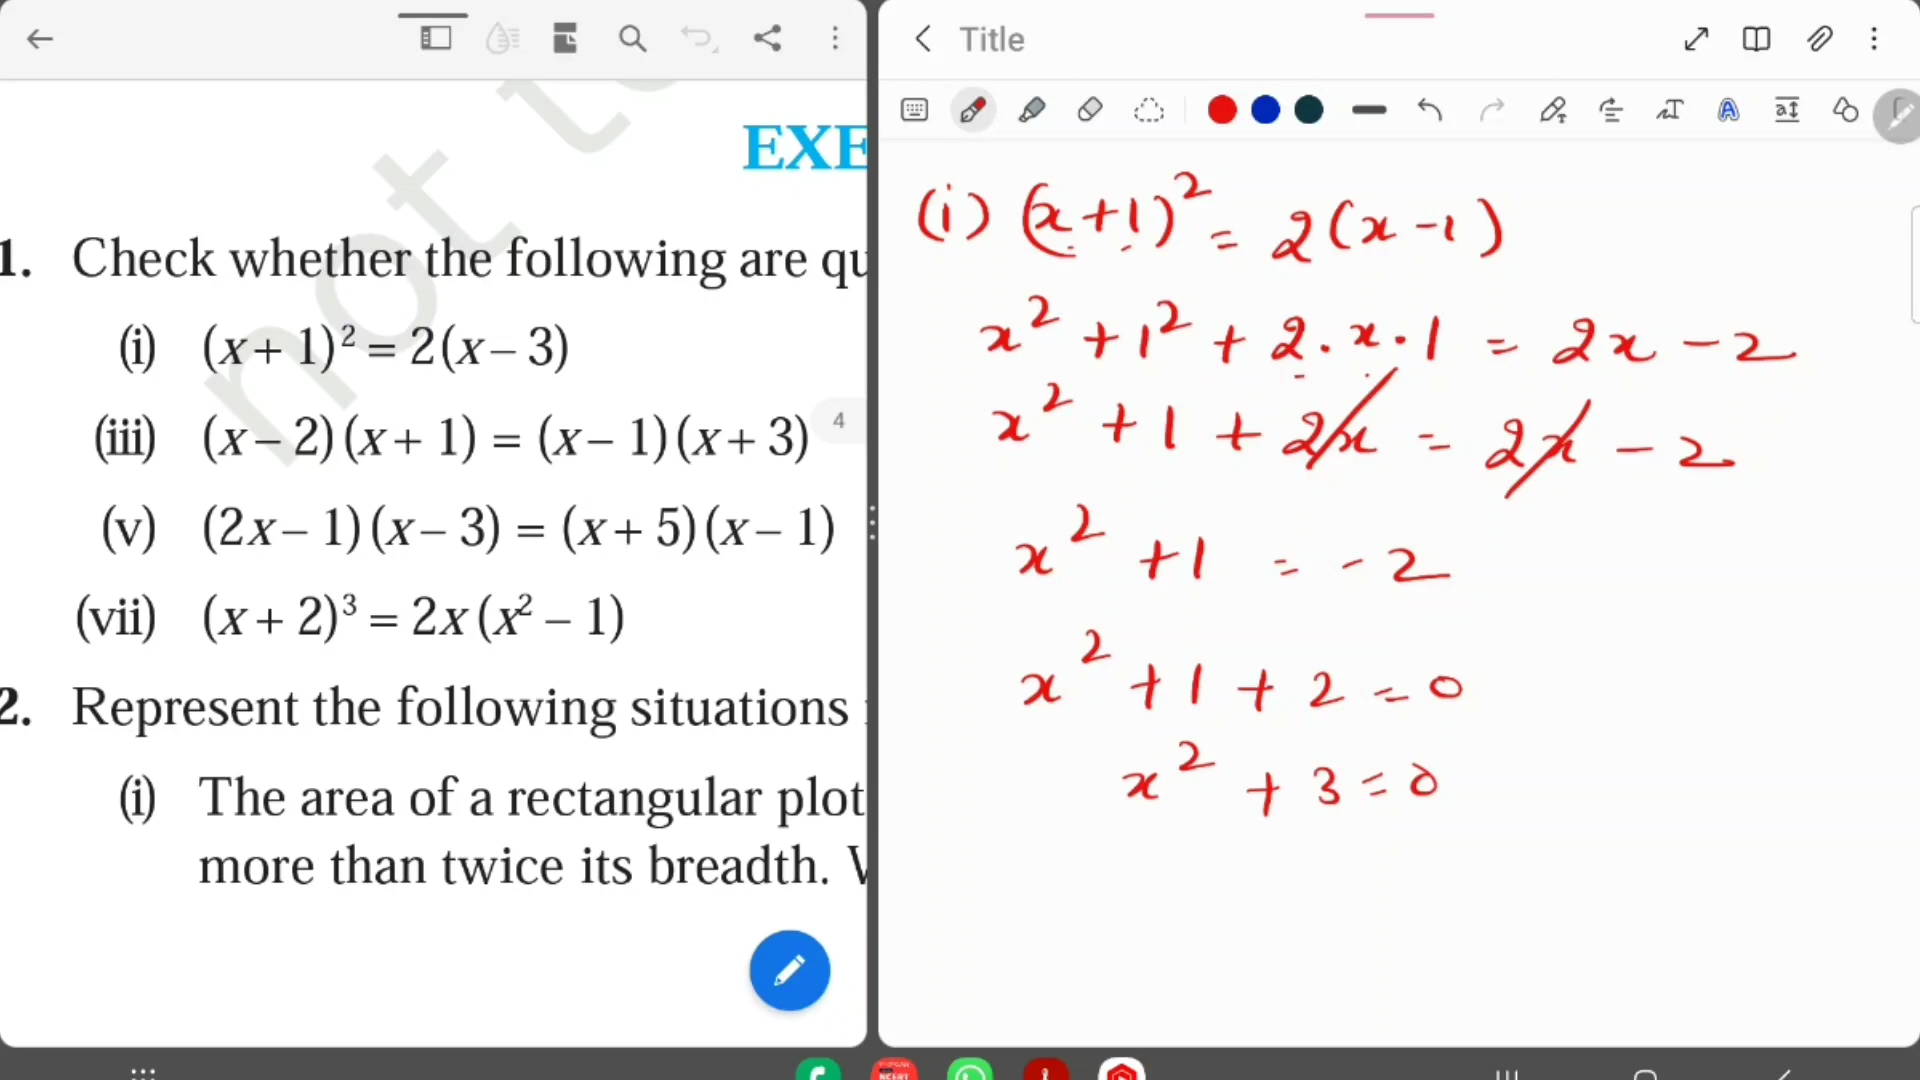 not t
EXE
1. Check whether the following are qu
(i) (x + 1)² = 2(x – 3)
(iii) (x – 2)(x + 1) = (x – 1)(x + 3)
(v) (2x – 1)(x – 3) = (x + 5)(x – 1)
(vii) (x + 2)³ = 2x(x² – 1)
2. Represent the following situations
(i) The area of a rectangular plot
more than twice its breadth. W
4
Title
(i) (x+1)² = 2(x-1)
x² + 1² + 2.x.1 = 2x - 2
x² + 1 + 2x = 2x - 2
x² + 1 = -2
x² + 1 + 2 = 0
x² + 3 = 0